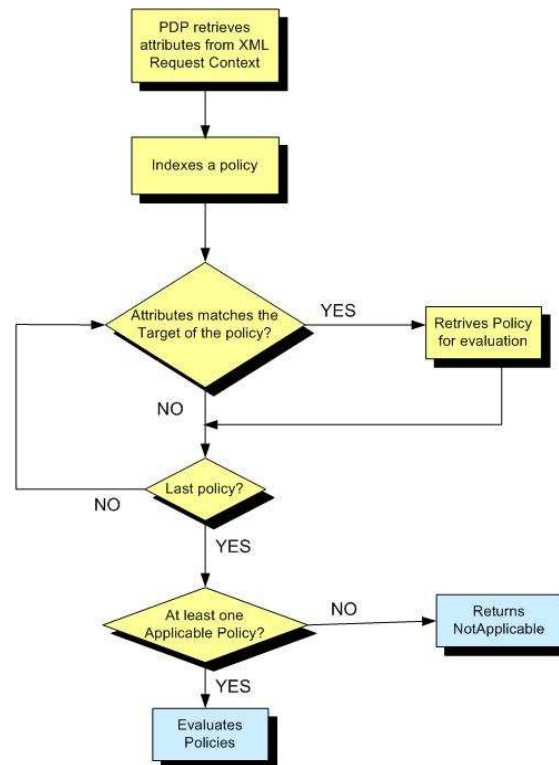 PDP retrieves
attributes from XML
Request Context
Indexes a policy
Attributes matches the
Target of the policy?
YES
Retrives Policy
for evaluation
NO
Last policy?
NO
YES
At least one
Applicable Policy?
NO
Returns
NotApplicable
YES
Evaluates
Policies